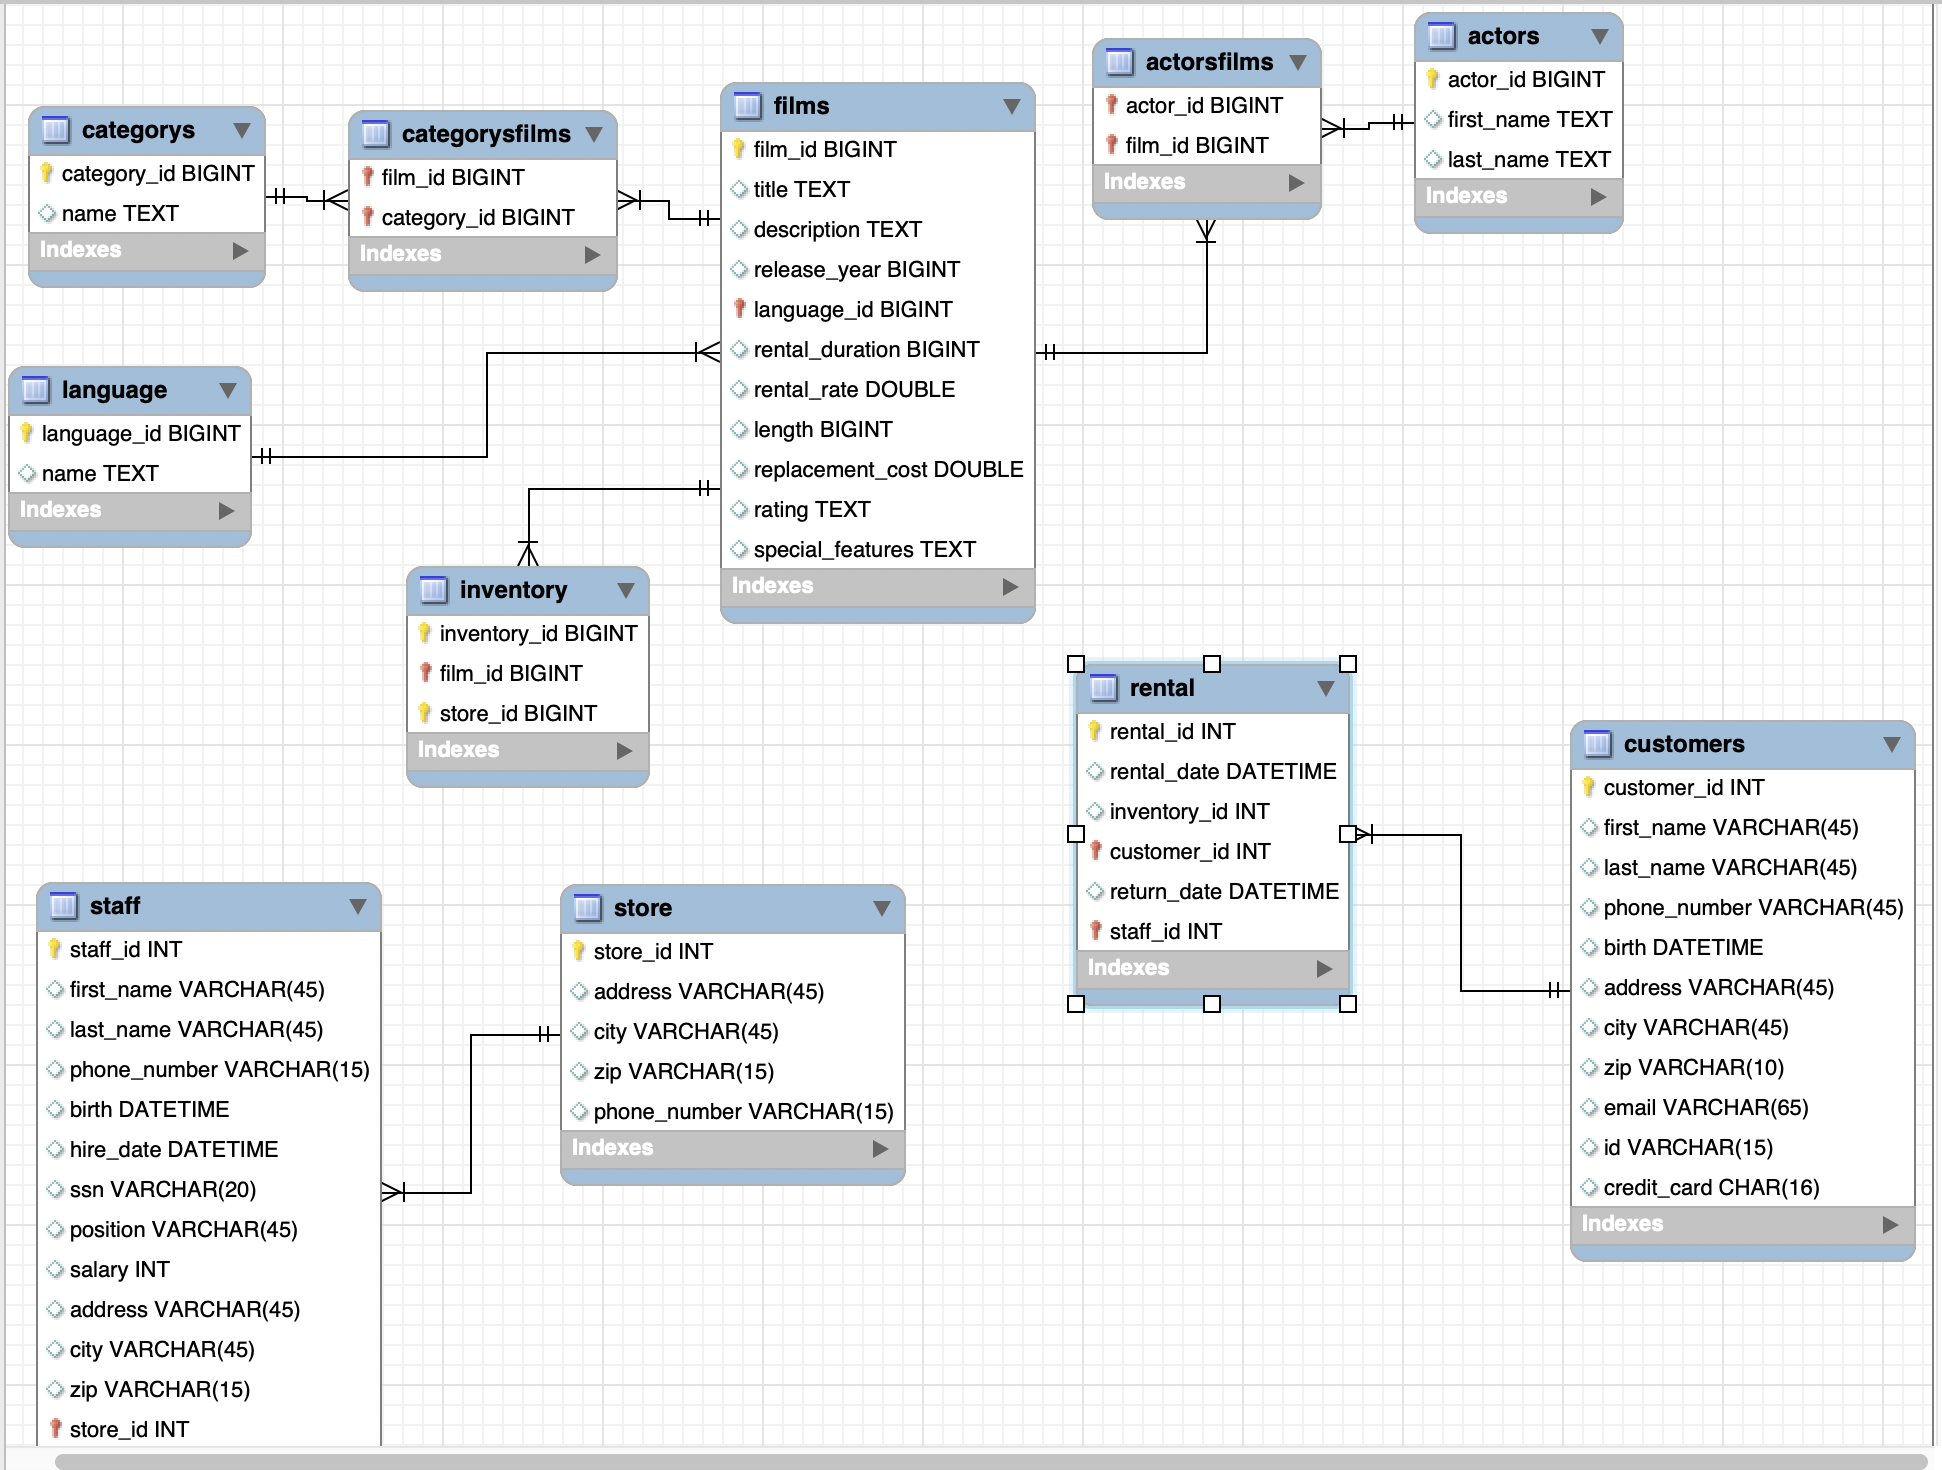 categorys
category_id BIGINT
name TEXT
Indexes
categorysfilms
film_id BIGINT
category_id BIGINT
Indexes
films
film_id BIGINT
title TEXT
description TEXT
release_year BIGINT
language_id BIGINT
rental_duration BIGINT
rental_rate DOUBLE
length BIGINT
replacement_cost DOUBLE
rating TEXT
special_features TEXT
Indexes
actorsfilms
actor_id BIGINT
film_id BIGINT
Indexes
actors
actor_id BIGINT
first_name TEXT
last_name TEXT
Indexes
language
language_id BIGINT
name TEXT
Indexes
inventory
inventory_id BIGINT
film_id BIGINT
store_id BIGINT
Indexes
rental
rental_id INT
rental_date DATETIME
inventory_id INT
customer_id INT
return_date DATETIME
staff_id INT
Indexes
customers
customer_id INT
first_name VARCHAR(45)
last_name VARCHAR(45)
phone_number VARCHAR(45)
birth DATETIME
address VARCHAR(45)
city VARCHAR(45)
zip VARCHAR(10)
email VARCHAR(65)
id VARCHAR(15)
credit_card CHAR(16)
Indexes
staff
staff_id INT
first_name VARCHAR(45)
last_name VARCHAR(45)
phone_number VARCHAR(15)
birth DATETIME
hire_date DATETIME
ssn VARCHAR(20)
position VARCHAR(45)
salary INT
address VARCHAR(45)
city VARCHAR(45)
zip VARCHAR(15)
store_id INT
store
store_id INT
address VARCHAR(45)
city VARCHAR(45)
zip VARCHAR(15)
phone_number VARCHAR(15)
Indexes